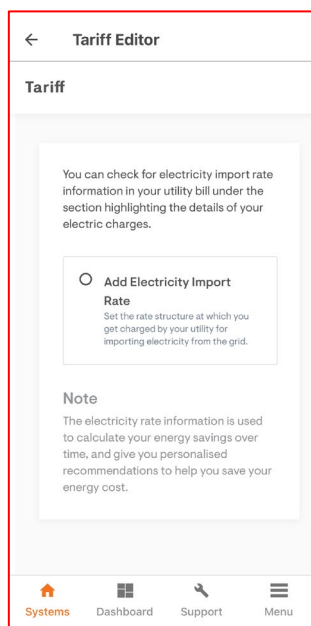 Tariff Editor
Tariff
You can check for electricity import rate
information in your utility bill under the
section highlighting the details of your
electric charges.
Add Electricity Import
Rate
Set the rate structure at which you
get charged by your utility for
importing electricity from the grid.
Note
The electricity rate information is used
to calculate your energy savings over
time, and give you personalised
recommendations to help you save your
energy cost.
Systems Dashboard Support Menu